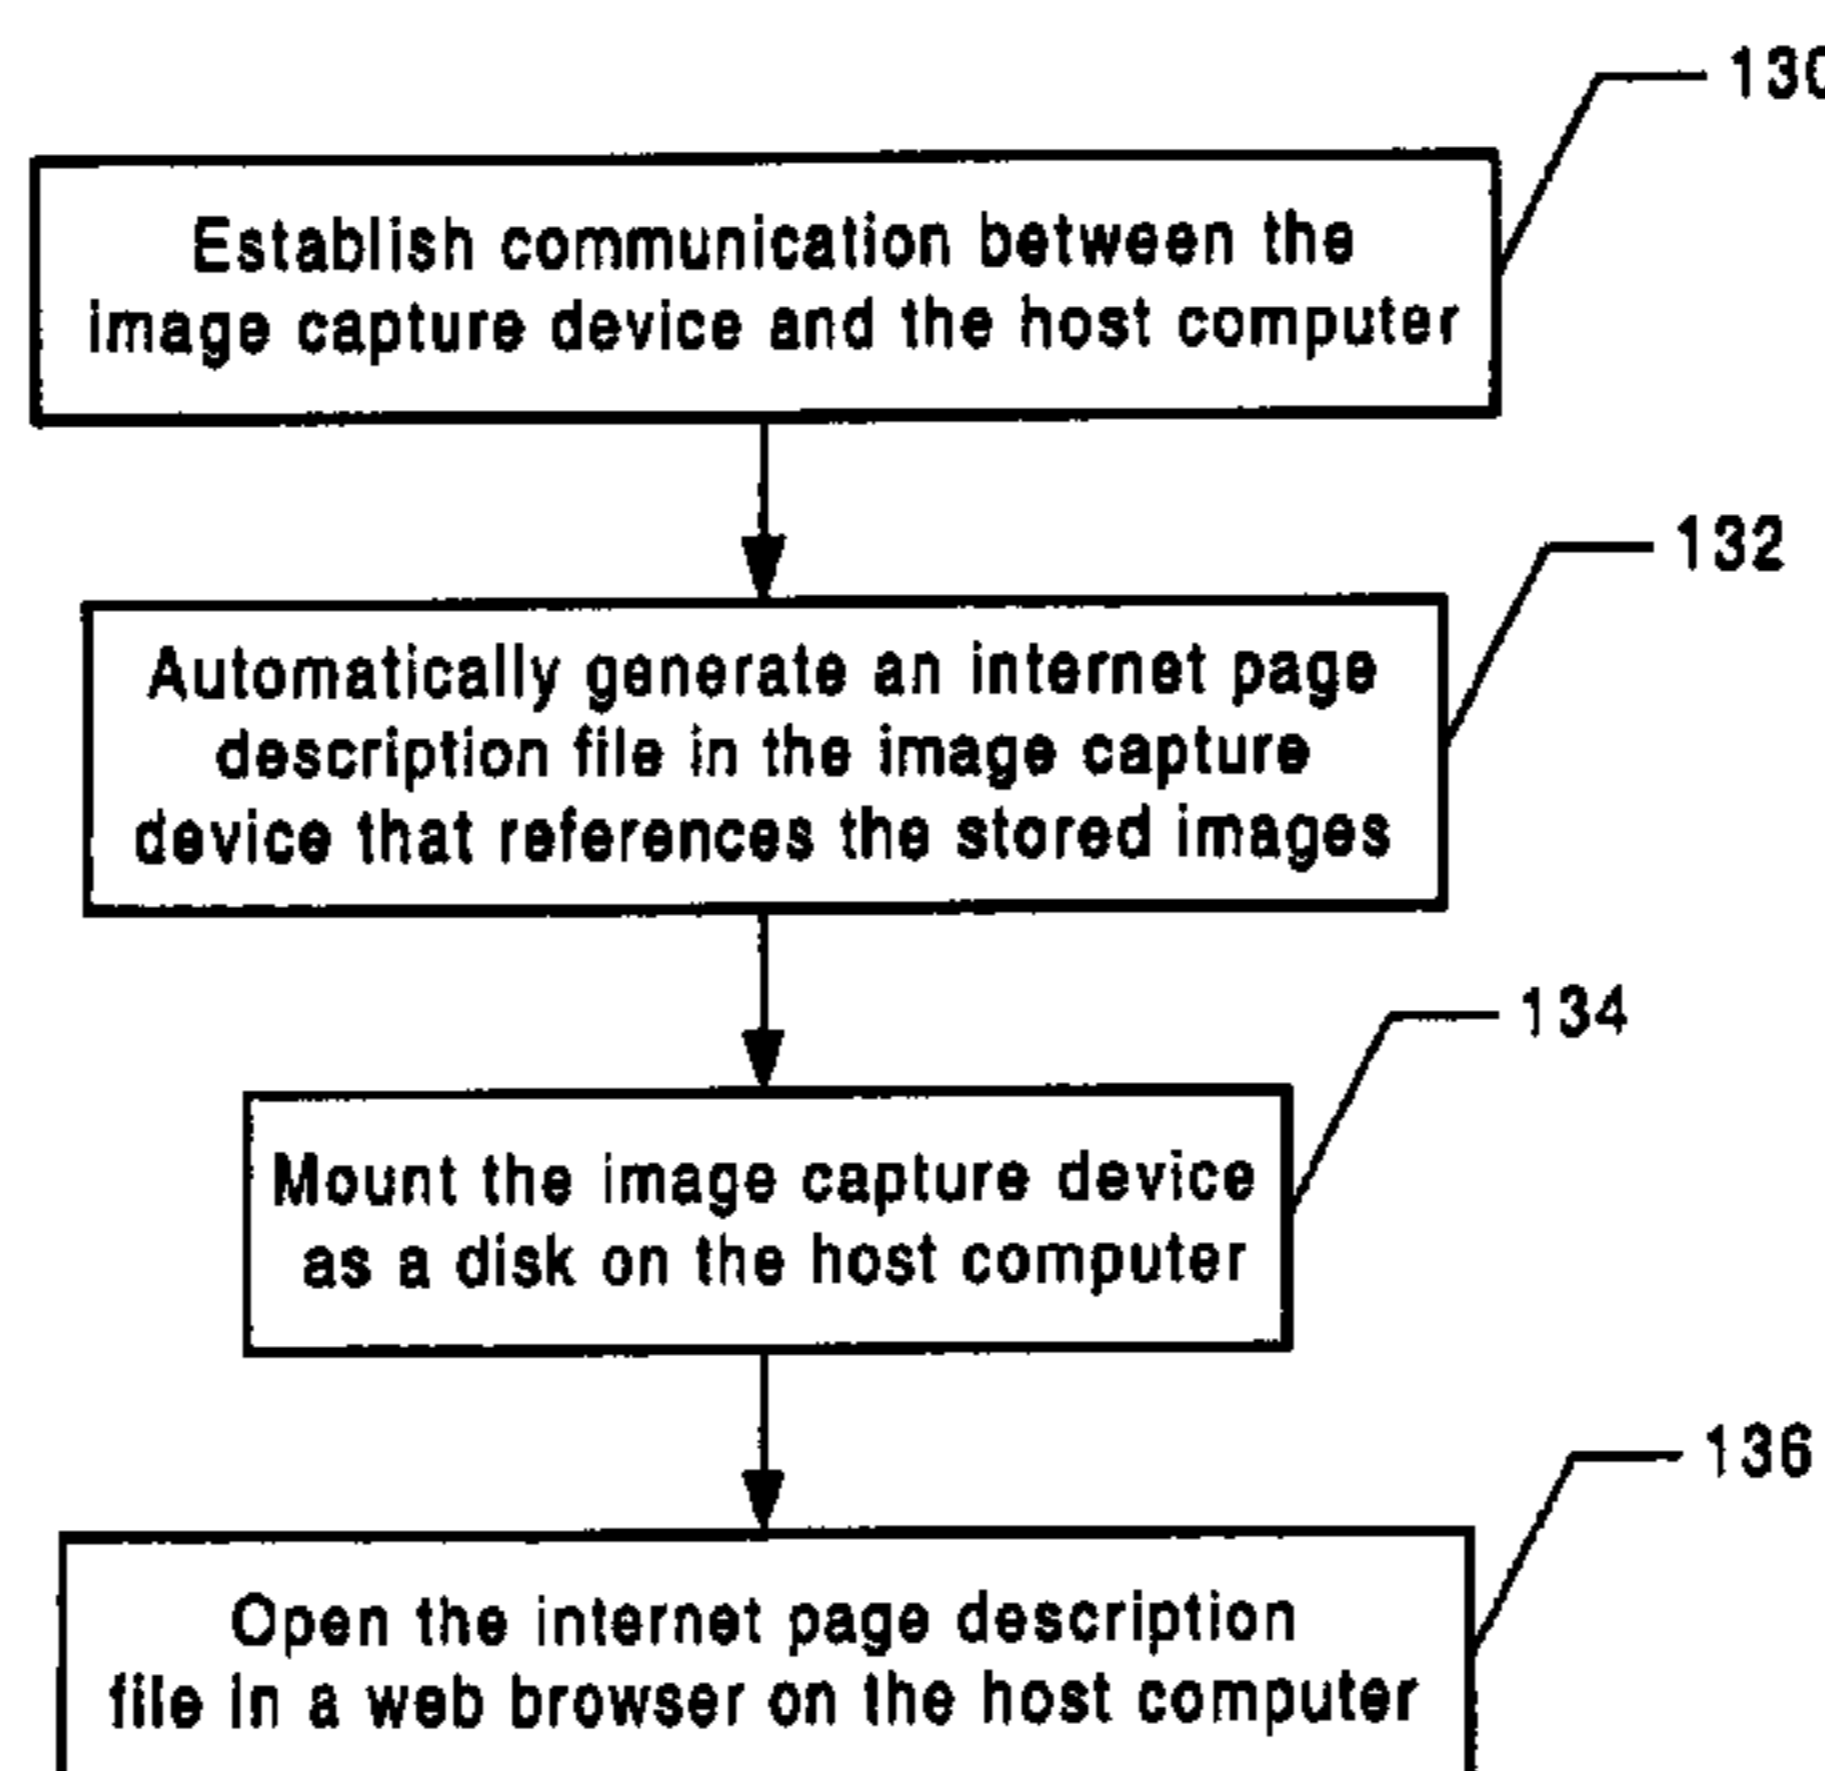 130
Establish communication between the
image capture device and the host computer
132
Automatically generate an internet page
description file in the image capture
device that references the stored images
134
Mount the image capture device
as a disk on the host computer
136
Open the internet page description
file in a web browser on the host computer